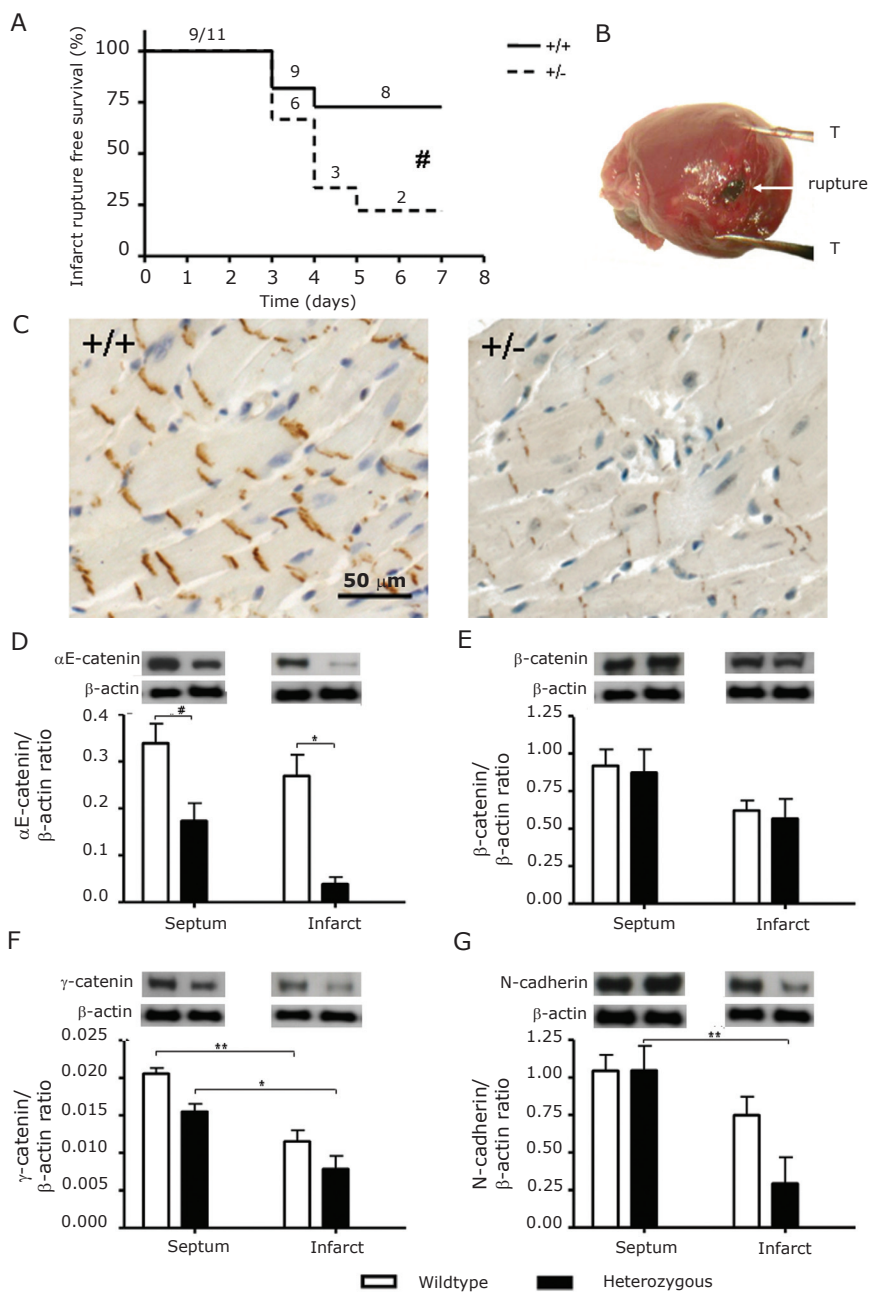 A
Infarct rupture free survival (%)
100
75
50
25
0
9/11
9
8
6
3
2
#
0 1 2 3 4 5 6 7 8
Time (days)
+/+
+/-
B
T
rupture
T
C
+/+
50 μm
+/-
D
αE-catenin
β-actin
αE-catenin/
β-actin ratio
0.4
0.3
0.2
0.1
0.0
#
*
Septum Infarct
E
β-catenin
β-actin
β-catenin/
β-actin ratio
1.25
1.00
0.75
0.50
0.25
0.00
Septum Infarct
F
γ-catenin
β-actin
γ-catenin/
β-actin ratio
0.025
0.020
0.015
0.010
0.005
0.000
**
*
Septum Infarct
G
N-cadherin
β-actin
N-cadherin/
β-actin ratio
1.25
1.00
0.75
0.50
0.25
0.00
**
Septum Infarct
Wildtype Heterozygous